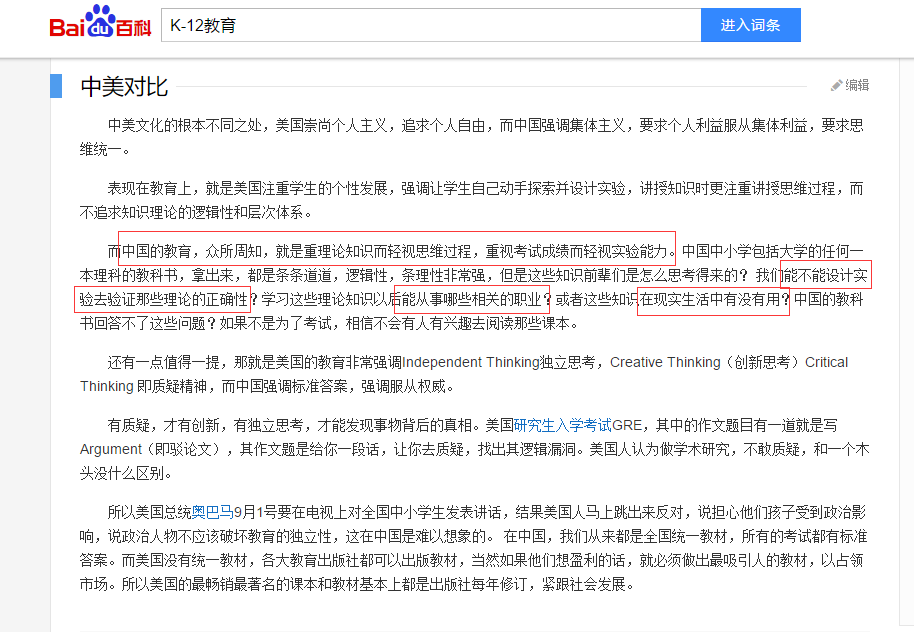 Bai du 百科
K-12教育
进入词条
中美对比
编辑
中美文化的根本不同之处，美国崇尚个人主义，追求个人自由，而中国强调集体主义，要求个人利益服从集体利益，要求思
维统一。
表现在教育上，就是美国注重学生的个性发展，强调让学生自己动手探索并设计实验，讲授知识时更注重讲授思维过程，而
不追求知识理论的逻辑性和层次体系。
而中国的教育，众所周知，就是重理论知识而轻视思维过程，重视考试成绩而轻视实验能力。中国中小学包括大学的任何一
本理科的教科书，拿出来，都是条条道道，逻辑性，条理性非常强，但是这些知识前辈们是怎么思考得来的？ 我们能不能设计实
验去验证那些理论的正确性？学习这些理论知识以后能从事哪些相关的职业？或者这些知识在现实生活中有没有用？中国的教科
书回答不了这些问题？如果不是为了考试，相信不会有人有兴趣去阅读那些课本。
还有一点值得一提，那就是美国的教育非常强调Independent Thinking独立思考，Creative Thinking（创新思考）Critical
Thinking 即质疑精神，而中国强调标准答案，强调服从权威。
有质疑，才有创新，有独立思考，才能发现事物背后的真相。美国研究生入学考试GRE，其中的作文题目有一道就是写
Argument（即驳论文），其作文题是给你一段话，让你去质疑，找出其逻辑漏洞。美国人认为做学术研究，不敢质疑，和一个木
头没什么区别。
所以美国总统奥巴马9月1号要在电视上对全国中小学生发表讲话，结果美国人马上跳出来反对，说担心他们孩子受到政治影
响，说政治人物不应该破坏教育的独立性，这在中国是难以想象的。 在中国，我们从来都是全国统一教材，所有的考试都有标准
答案。而美国没有统一教材，各大教育出版社都可以出版教材，当然如果他们想盈利的话，就必须做出最吸引人的教材，以占领
市场。所以美国的最畅销最著名的课本和教材基本上都是出版社每年修订，紧跟社会发展。